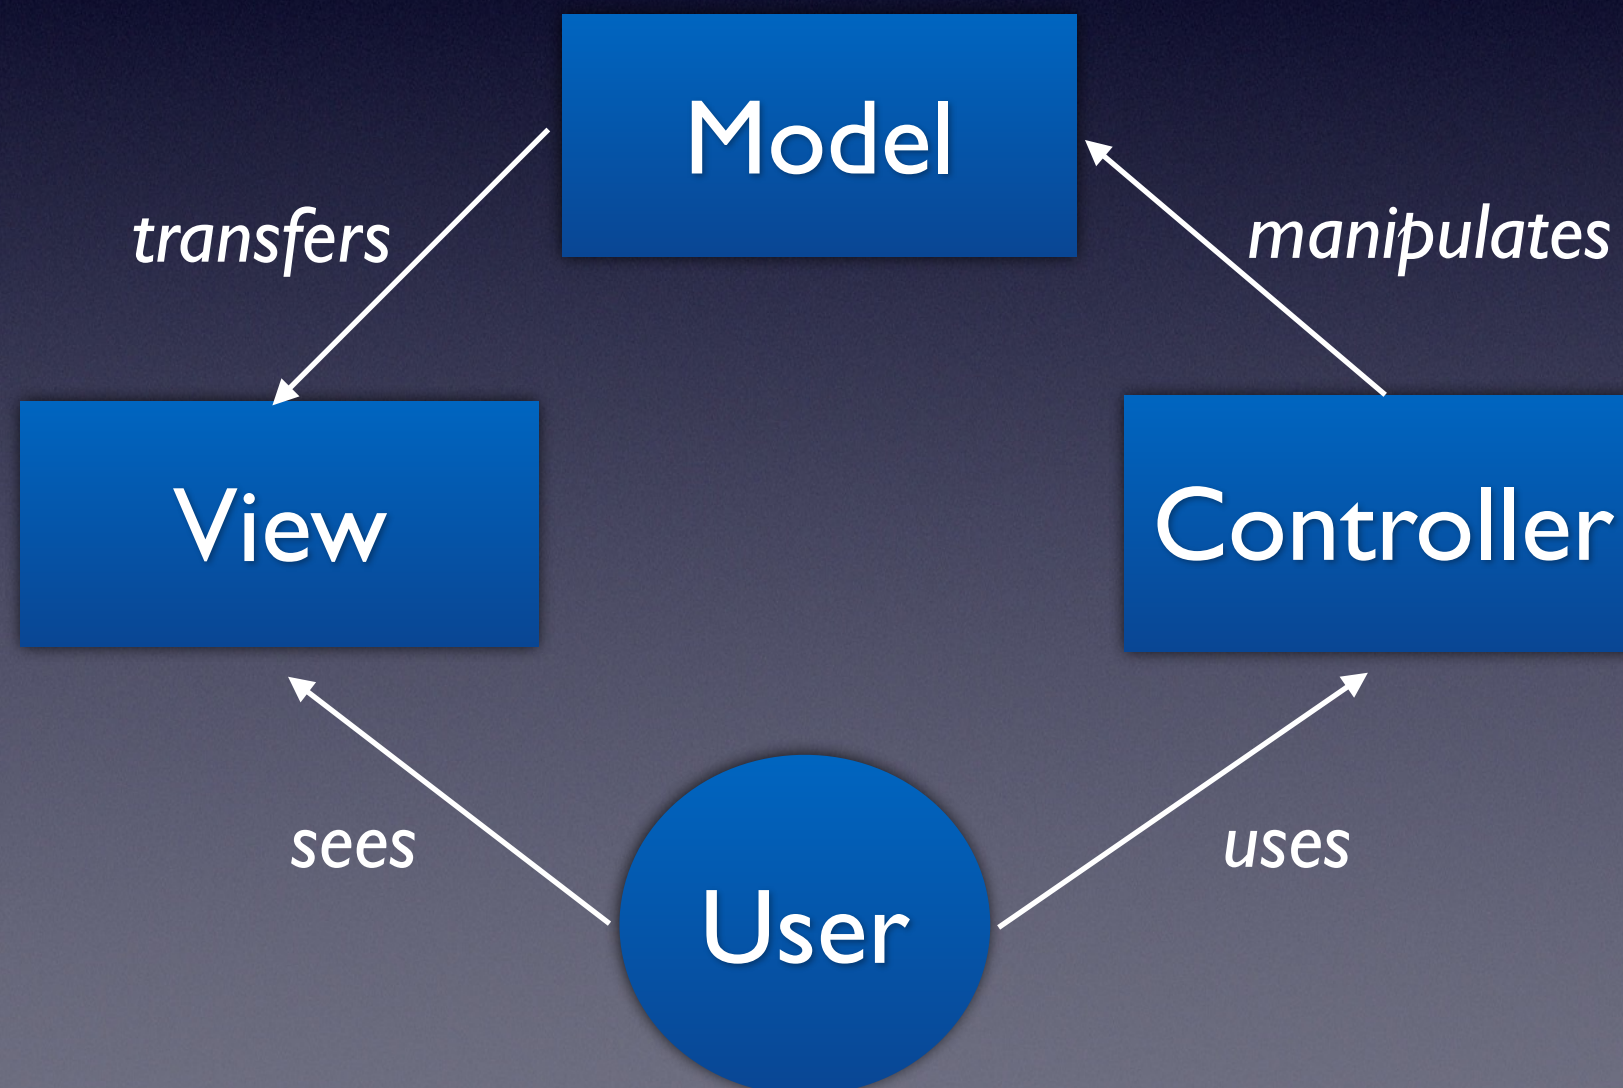 Model
transfers
manipulates
View
Controller
sees
uses
User